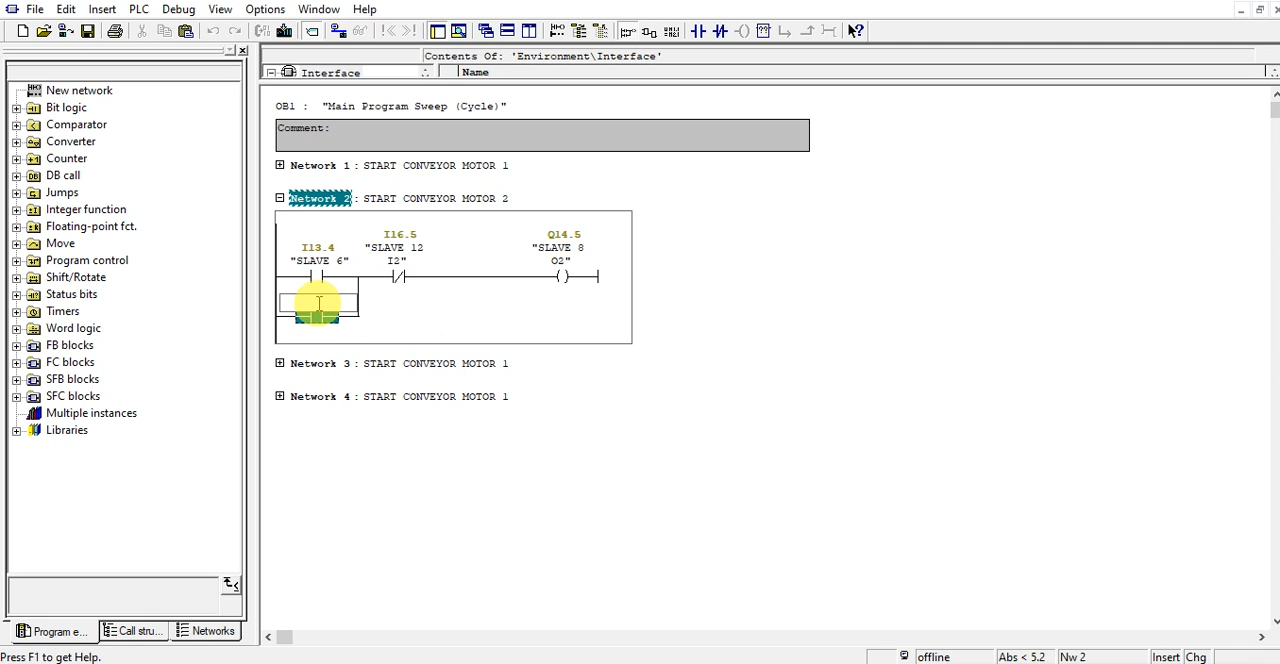 File Edit Insert PLC Debug View Options Window Help
Contents Of: 'Environment\Interface'
Interface Name
New network
Bit logic
Comparator
Converter
Counter
DB call
Jumps
Integer function
Floating-point fct.
Move
Program control
Shift/Rotate
Status bits
Timers
Word logic
FB blocks
FC blocks
SFB blocks
SFC blocks
Multiple instances
Libraries
Program e... Call stru... Networks
OB1 : "Main Program Sweep (Cycle)"
Comment:
Network 1 : START CONVEYOR MOTOR 1
Network 2 : START CONVEYOR MOTOR 2
I16.5 Q14.5
I13.4 "SLAVE 12 "SLAVE 8
"SLAVE 6" I2" O2"
Network 3 : START CONVEYOR MOTOR 1
Network 4 : START CONVEYOR MOTOR 1
Press F1 to get Help. offline Abs < 5.2 Nw 2 Insert Chg